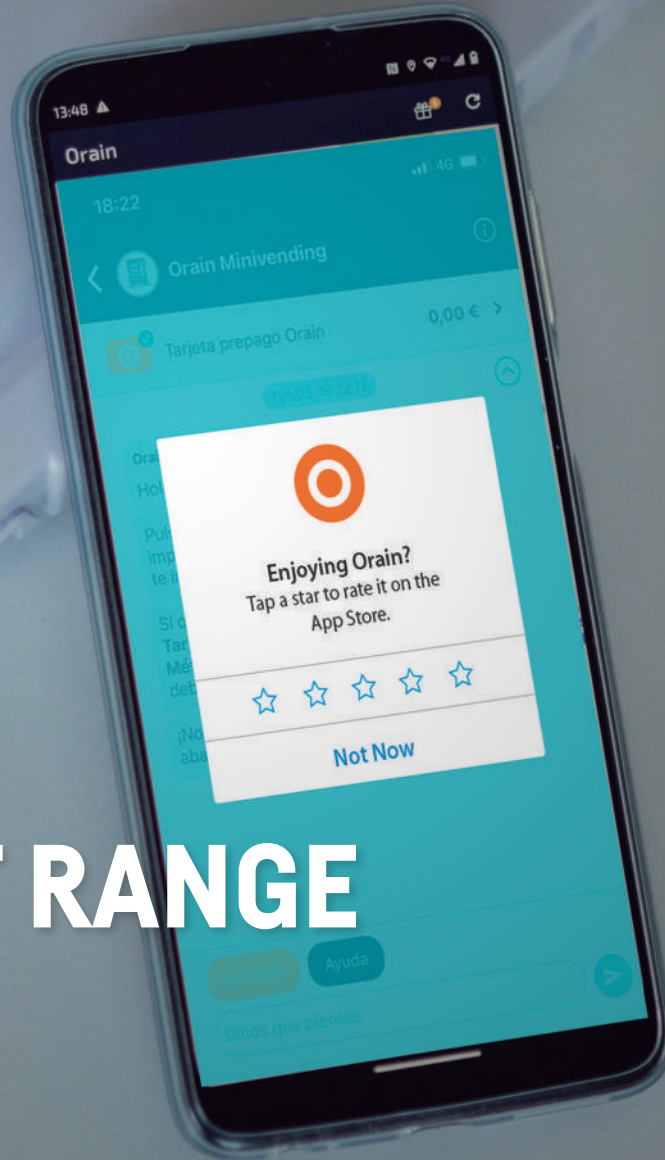 13:48
Orain
18:22
4G
Orain Minivending
Tarjeta prepago Orain
0,00 €
Enjoying Orain?
Tap a star to rate it on the
App Store.
Not Now
RANGE
Ayuda
Dinos que piensas